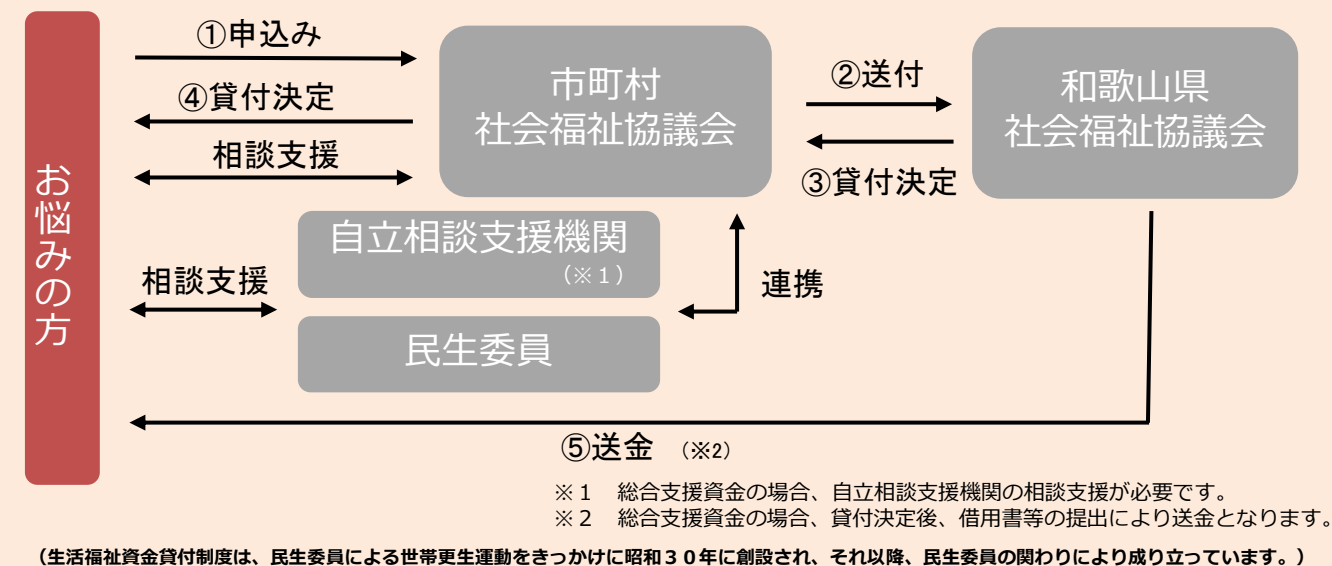 お悩みの方
①申込み
④貸付決定
相談支援
市町村
社会福祉協議会
②送付
③貸付決定
和歌山県
社会福祉協議会
相談支援
自立相談支援機関
（※１）
民生委員
連携
⑤送金 （※2）
※１　総合支援資金の場合、自立相談支援機関の相談支援が必要です。
※２　総合支援資金の場合、貸付決定後、借用書等の提出により送金となります。
（生活福祉資金貸付制度は、民生委員による世帯更生運動をきっかけに昭和３０年に創設され、それ以降、民生委員の関わりにより成り立っています。）